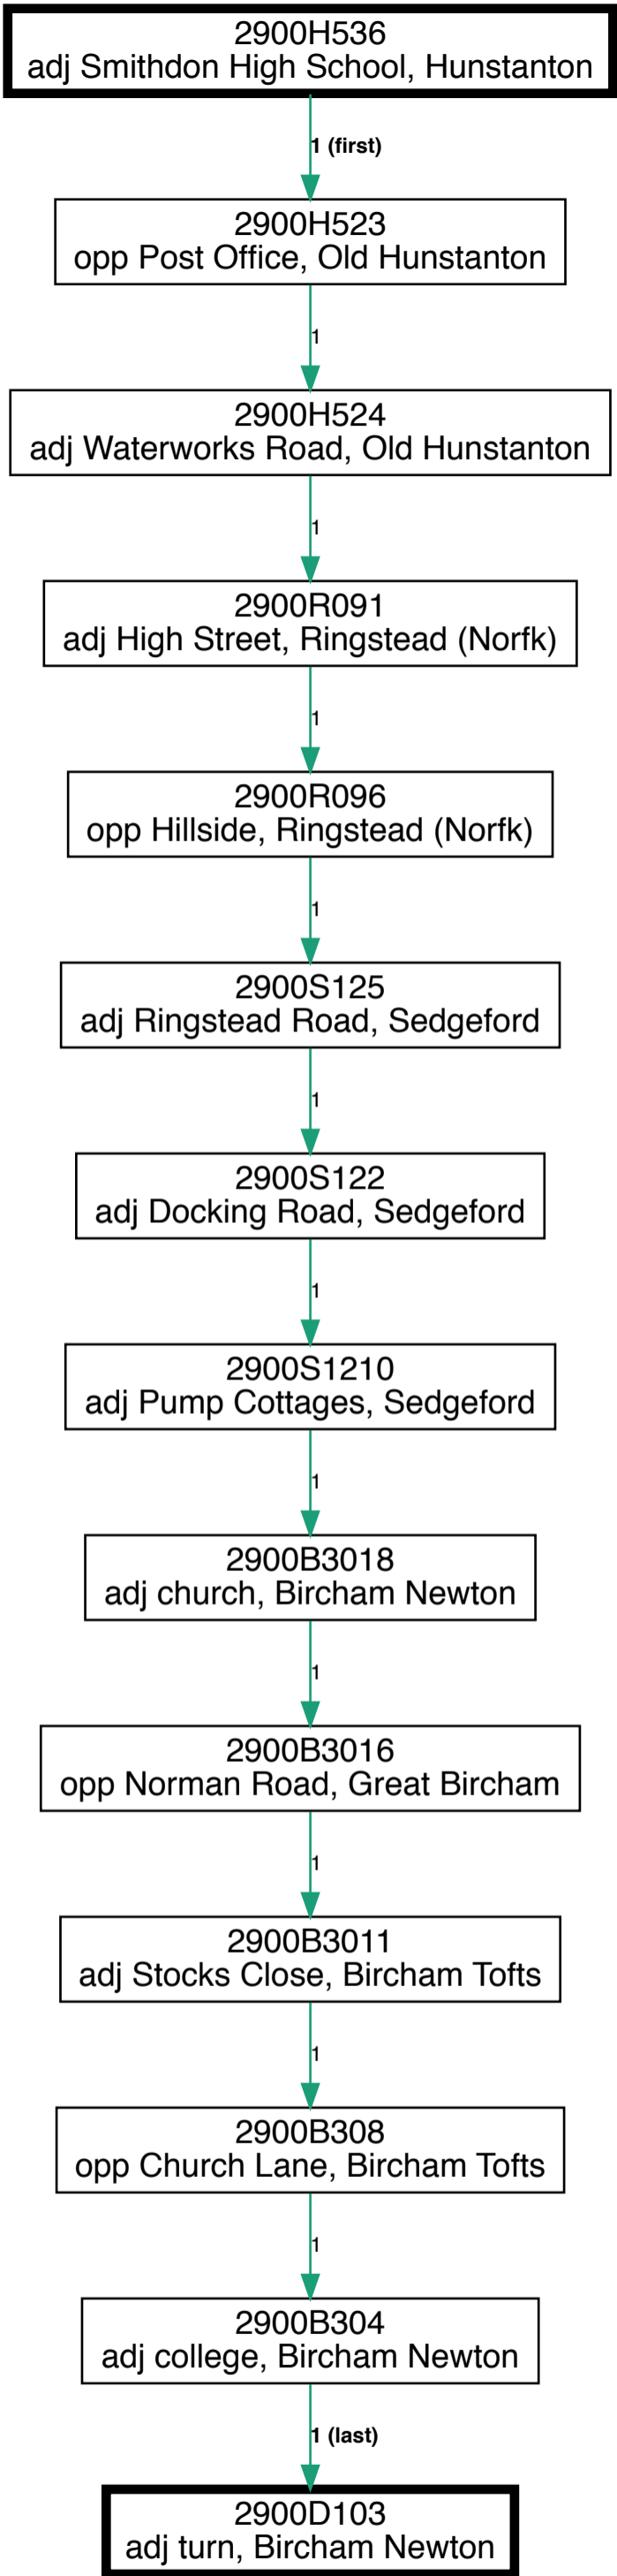 2900H536
adj Smithdon High School, Hunstanton
1 (first)
2900H523
opp Post Office, Old Hunstanton
1
2900H524
adj Waterworks Road, Old Hunstanton
1
2900R091
adj High Street, Ringstead (Norfk)
1
2900R096
opp Hillside, Ringstead (Norfk)
1
2900S125
adj Ringstead Road, Sedgeford
1
2900S122
adj Docking Road, Sedgeford
1
2900S1210
adj Pump Cottages, Sedgeford
1
2900B3018
adj church, Bircham Newton
1
2900B3016
opp Norman Road, Great Bircham
1
2900B3011
adj Stocks Close, Bircham Tofts
1
2900B308
opp Church Lane, Bircham Tofts
1
2900B304
adj college, Bircham Newton
1 (last)
2900D103
adj turn, Bircham Newton